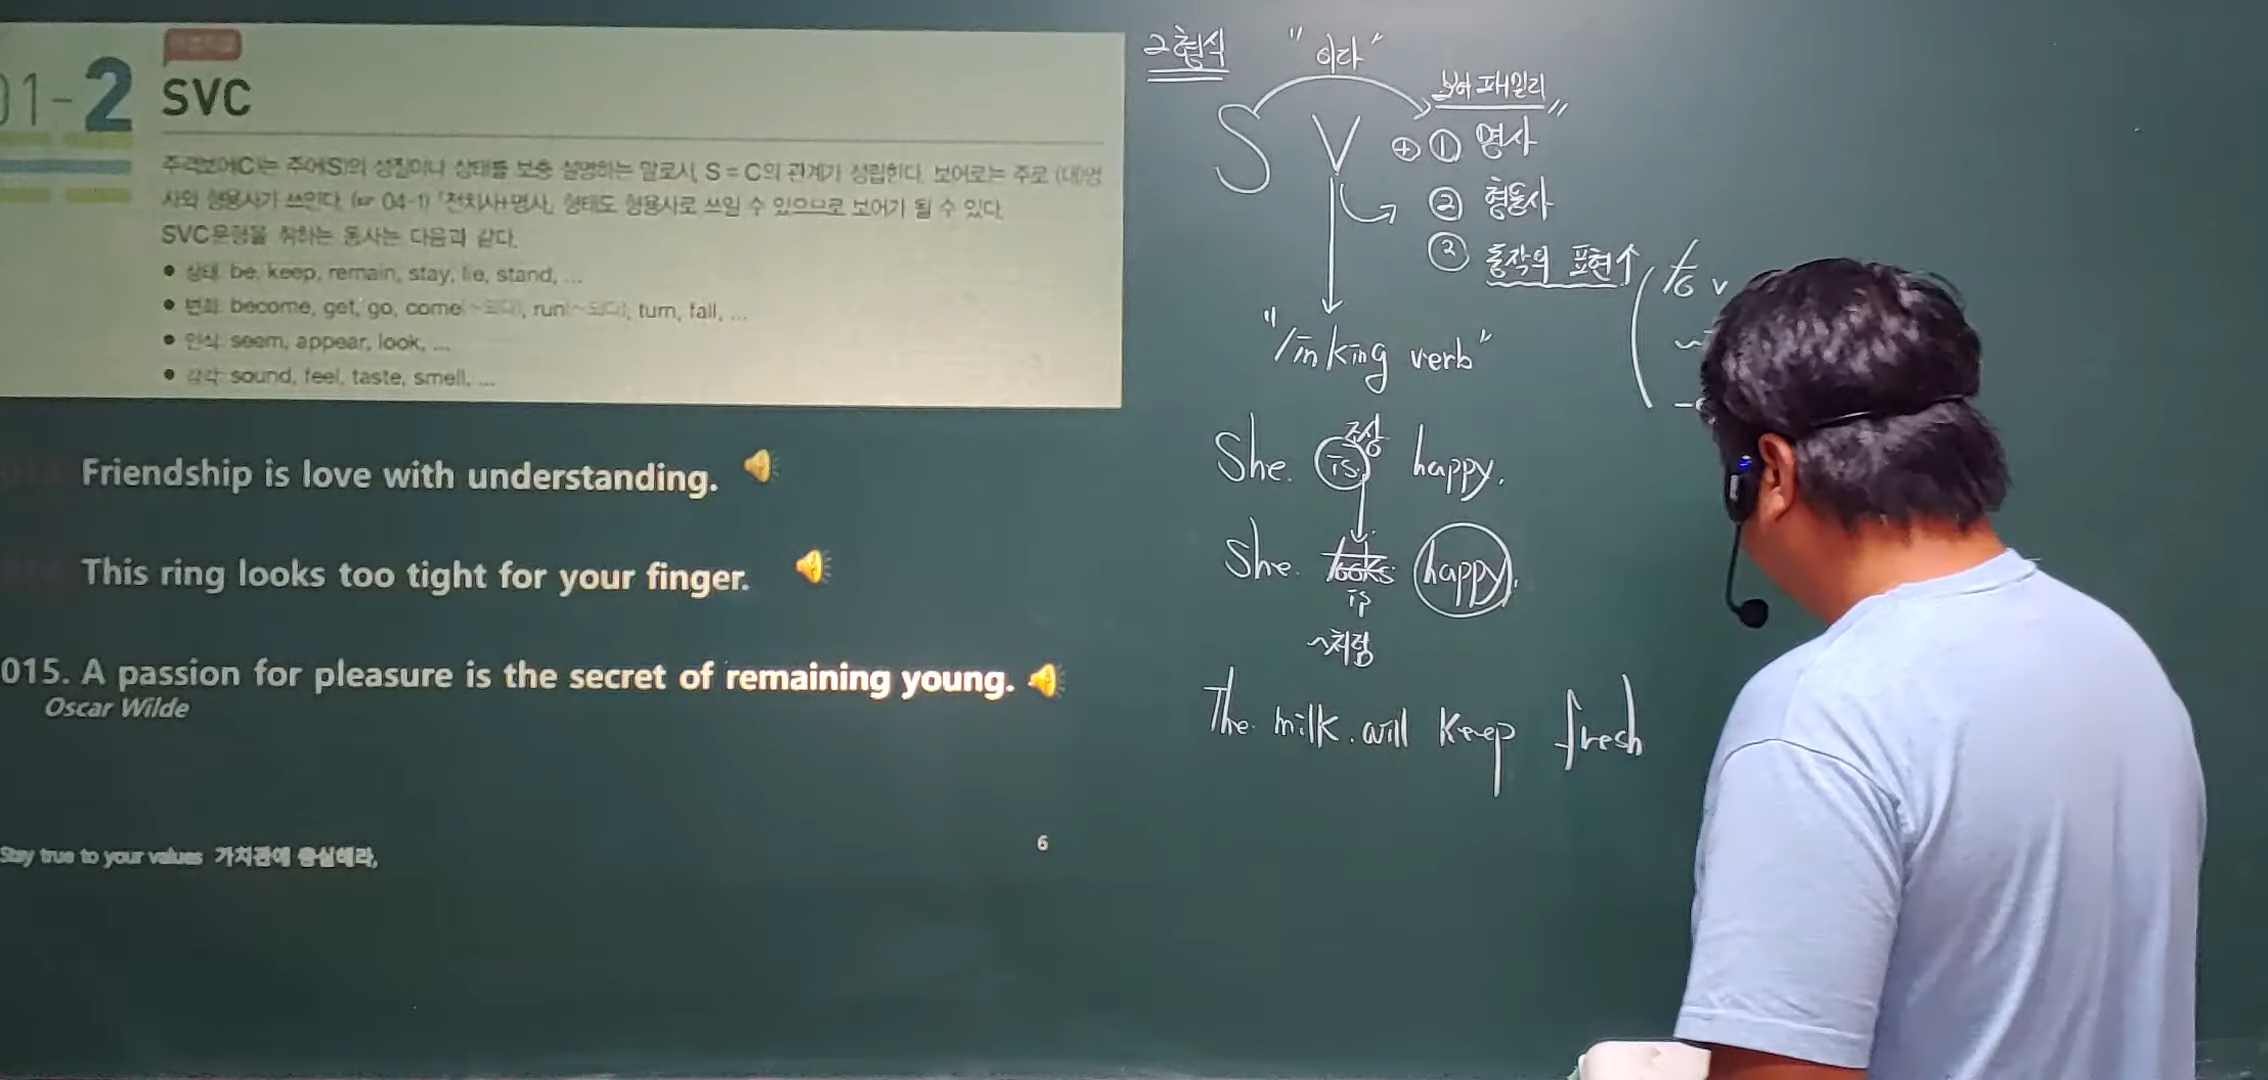 01-2
SVC
주격보어(C)는 주어(S)의 성질이나 상태를 보충 설명하는 말로서, S = C의 관계가 성립한다. 보어로는 주로 (대)명
사와 형용사가 쓰인다. (☞ 04-1) 「전치사+명사」 형태도 형용사로 쓰일 수 있으므로 보어가 될 수 있다.
SVC문형을 취하는 동사는 다음과 같다.
● 상태: be, keep, remain, stay, lie, stand, ...
● 변화: become, get, go, come(~되다), run(~되다), turn, fall, ...
● 인식: seem, appear, look, ...
● 감각: sound, feel, taste, smell, ...
Friendship is love with understanding.
This ring looks too tight for your finger.
015. A passion for pleasure is the secret of remaining young.
Oscar Wilde
Stay true to your values 가치관에 충실해라,
6
2형식 "이다"
보어 패밀리"
S V + ① 명사
② 형용사
③ 동작의 표현↑ ( to v
"linking verb"
조상
She is happy.
She looks happy.
is
~처럼
The milk will keep fresh